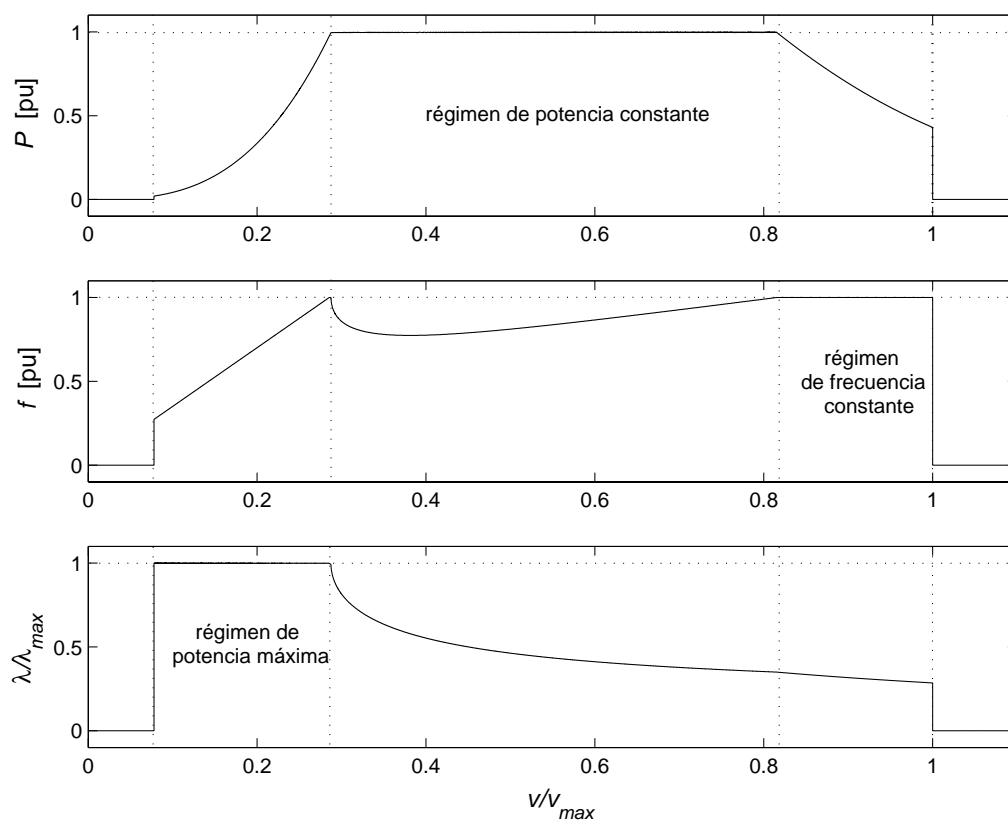 1
0.5
0
P [pu]
régimen de potencia constante
0 0.2 0.4 0.6 0.8 1
1
0.5
0
f [pu]
régimen
de frecuencia
constante
0 0.2 0.4 0.6 0.8 1
1
0.5
0
λ/λmax
régimen de
potencia máxima
0 0.2 0.4 0.6 0.8 1
v/vmax